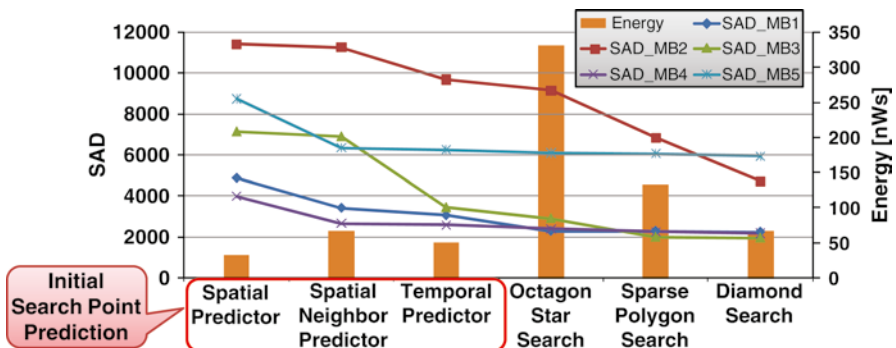 Energy
SAD_MB1
SAD_MB2
SAD_MB3
SAD_MB4
SAD_MB5
SAD
12000
10000
8000
6000
4000
2000
0
Energy [nWs]
350
300
250
200
150
100
50
0
Initial
Search Point
Prediction
Spatial
Predictor
Spatial
Neighbor
Predictor
Temporal
Predictor
Octagon
Star
Search
Sparse
Polygon
Search
Diamond
Search